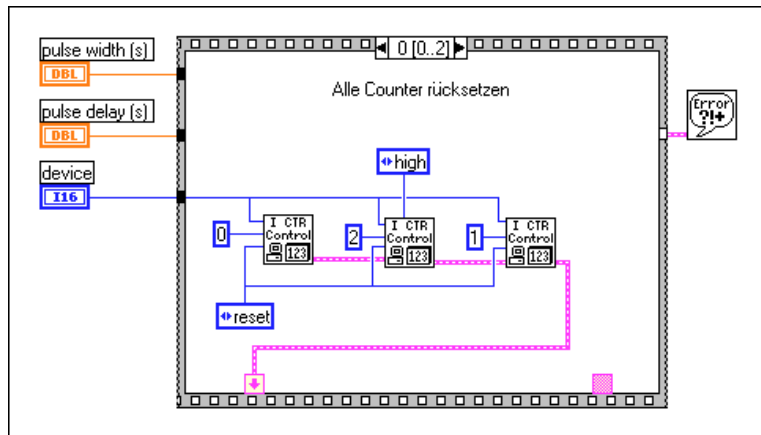 pulse width (s)
DBL
pulse delay (s)
DBL
device
I16
0 [0..2]
Alle Counter rücksetzen
high
0
I CTR
Control
123
2
I CTR
Control
123
1
I CTR
Control
123
reset
Error
?!+